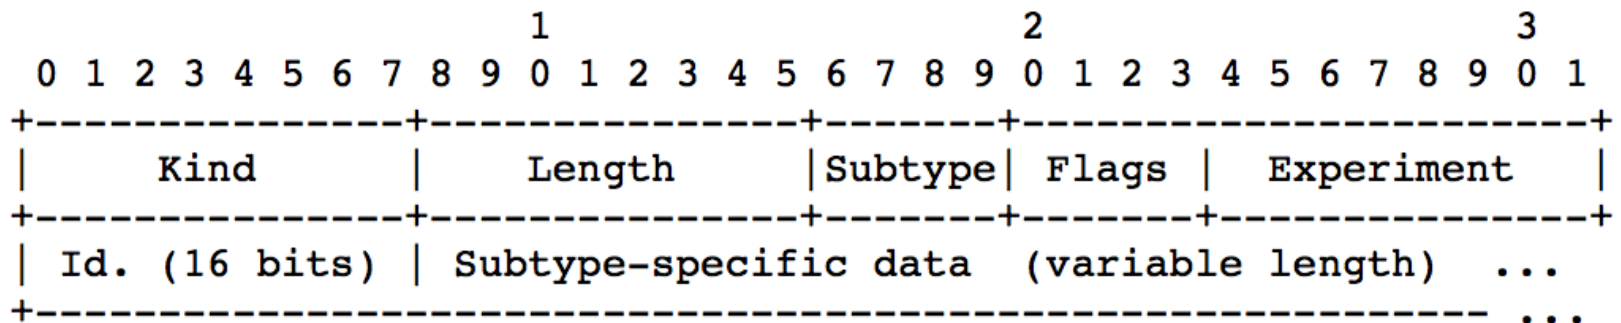 1                   2                   3
 0 1 2 3 4 5 6 7 8 9 0 1 2 3 4 5 6 7 8 9 0 1 2 3 4 5 6 7 8 9 0 1
+---------------+---------------+-------+-----------------------+
|     Kind      |    Length     |Subtype| Flags |  Experiment   |
+---------------+---------------+-------+-------+---------------+
| Id. (16 bits) | Subtype-specific data  (variable length)  ...
+----------------------------------------------------------- ...